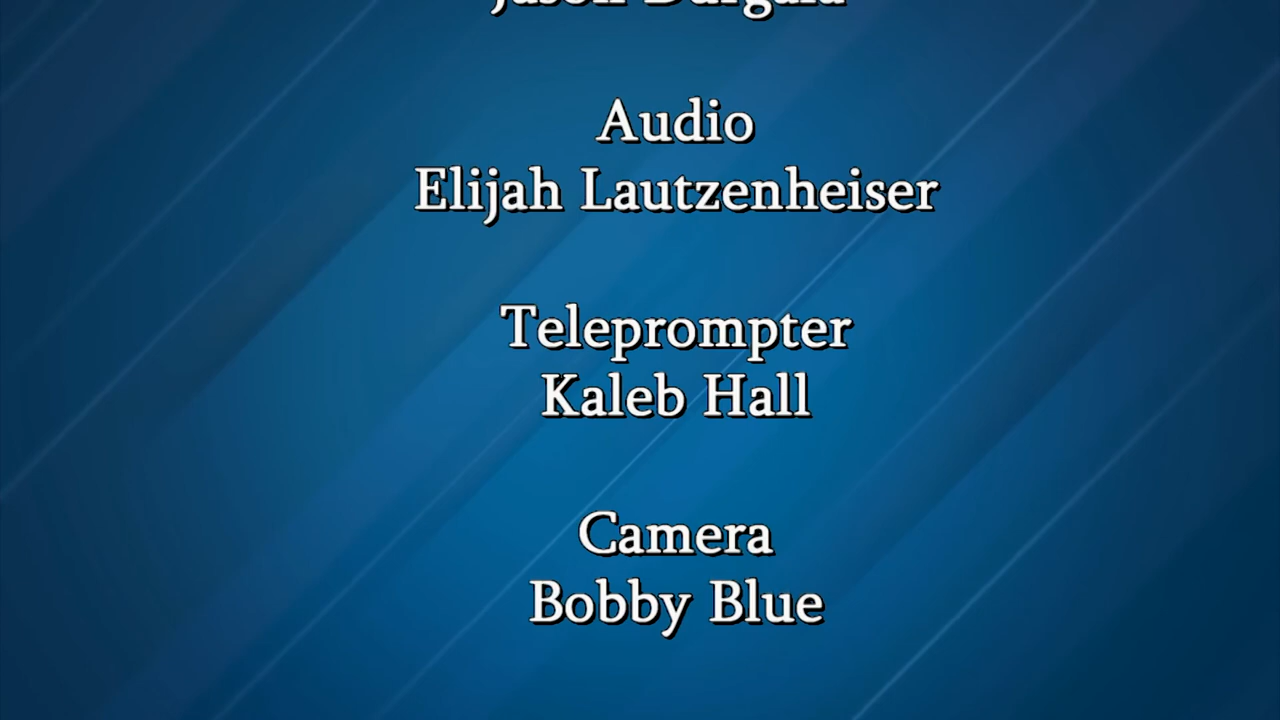 Audio
Elijah Lautzenheiser
Teleprompter
Kaleb Hall
Camera
Bobby Blue